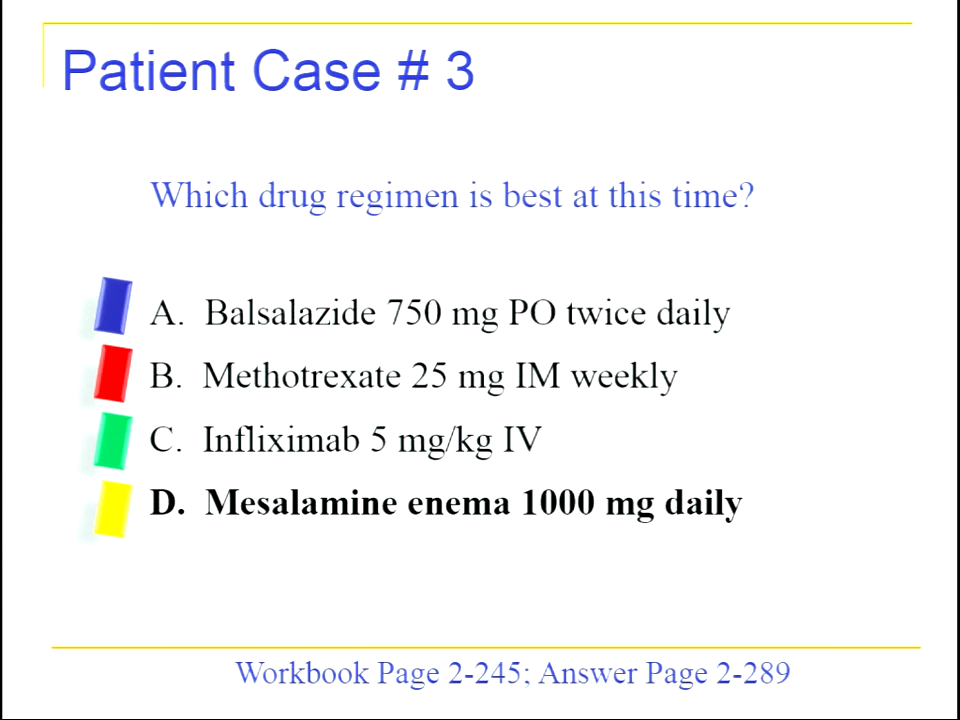 Patient Case # 3
Which drug regimen is best at this time?
A. Balsalazide 750 mg PO twice daily
B. Methotrexate 25 mg IM weekly
C. Infliximab 5 mg/kg IV
D. Mesalamine enema 1000 mg daily
Workbook Page 2-245; Answer Page 2-289